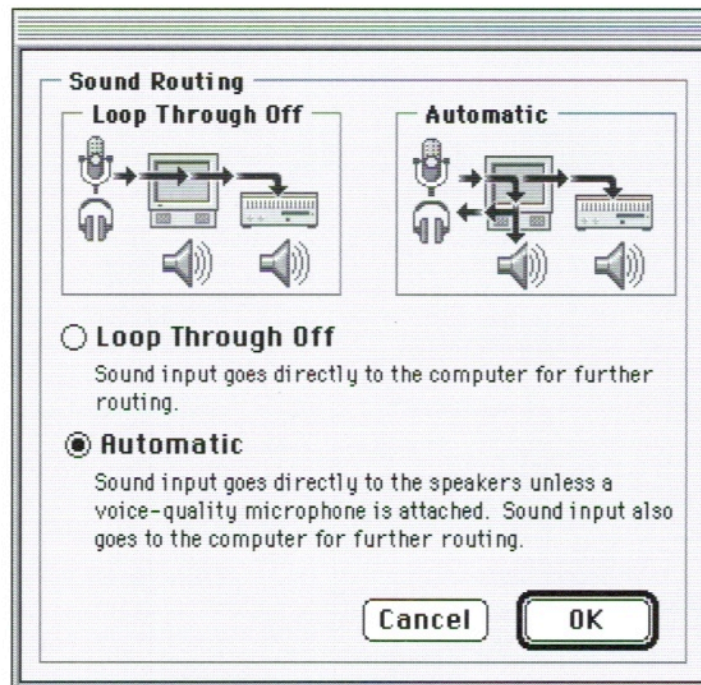 Sound Routing
Loop Through Off
Automatic
Loop Through Off
Sound input goes directly to the computer for further
routing.
Automatic
Sound input goes directly to the speakers unless a
voice-quality microphone is attached. Sound input also
goes to the computer for further routing.
Cancel
OK